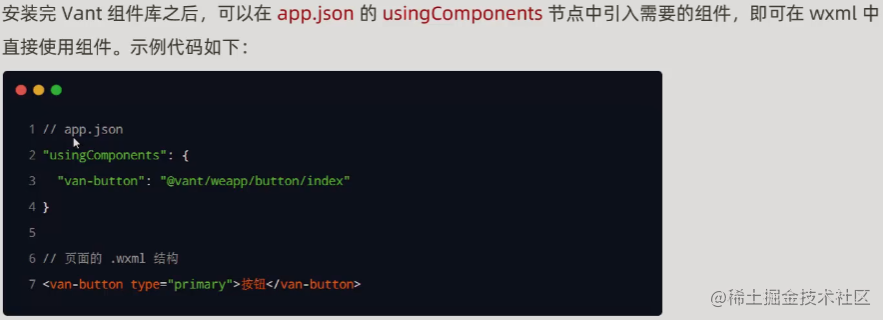 安装完 Vant 组件库之后，可以在 app.json 的 usingComponents 节点中引入需要的组件，即可在 wxml 中
直接使用组件。示例代码如下：
1 // app.json
2 "usingComponents": {
3   "van-button": "@vant/weapp/button/index"
4 }
5
6 // 页面的 .wxml 结构
7 <van-button type="primary">按钮</van-button>
@稀土掘金技术社区